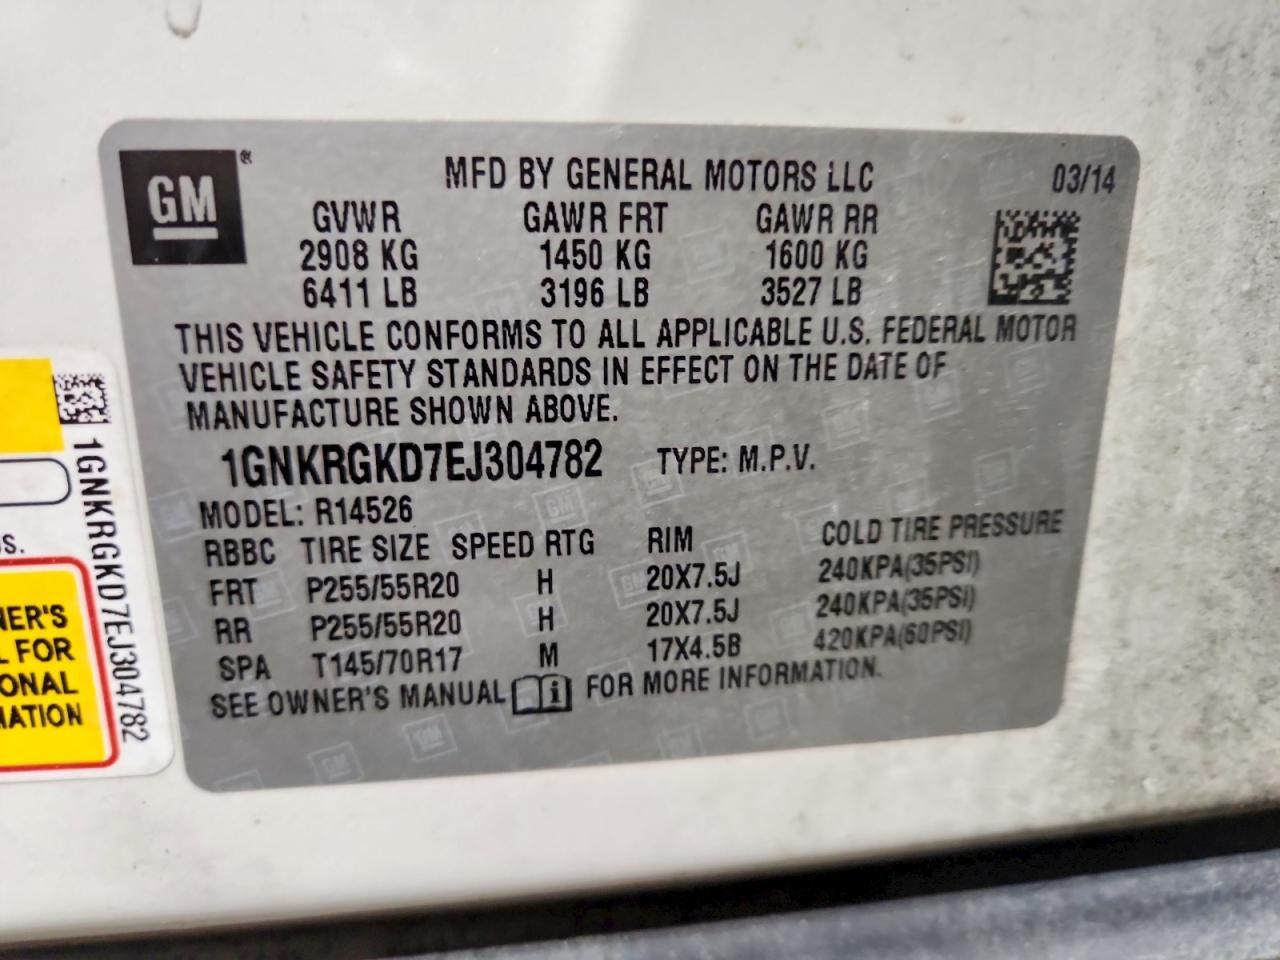 GM®
MFD BY GENERAL MOTORS LLC 03/14
GVWR GAWR FRT GAWR RR
2908 KG 1450 KG 1600 KG
6411 LB 3196 LB 3527 LB
THIS VEHICLE CONFORMS TO ALL APPLICABLE U.S. FEDERAL MOTOR
VEHICLE SAFETY STANDARDS IN EFFECT ON THE DATE OF
MANUFACTURE SHOWN ABOVE.
1GNKRGKD7EJ304782 TYPE: M.P.V.
MODEL: R14526
RBBC TIRE SIZE SPEED RTG RIM COLD TIRE PRESSURE
FRT P255/55R20 H 20X7.5J 240KPA(35PSI)
RR P255/55R20 H 20X7.5J 240KPA(35PSI)
SPA T145/70R17 M 17X4.5B 420KPA(60PSI)
SEE OWNER'S MANUAL i FOR MORE INFORMATION.
1GNKRGKD7EJ304782
S.
NER'S
L FOR
ONAL
MATION